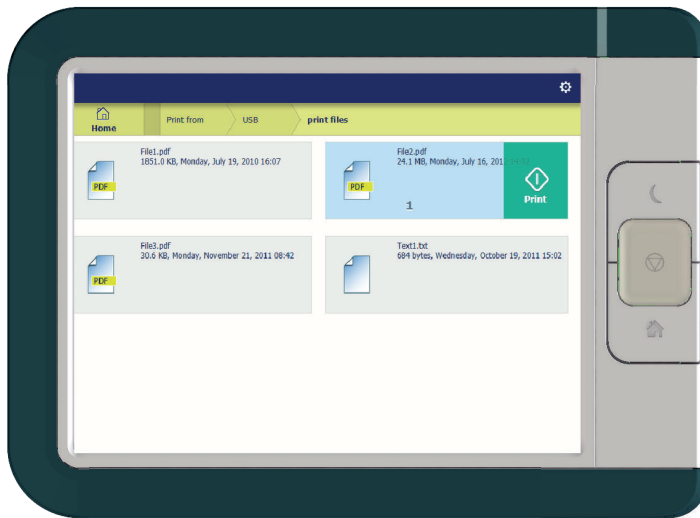 Home
Print from
USB
print files
File1.pdf
1851.0 KB, Monday, July 19, 2010 16:07
PDF
File2.pdf
24.1 MB, Monday, July 16, 201
PDF
1
Print
File3.pdf
30.6 KB, Monday, November 21, 2011 08:42
PDF
Text1.txt
684 bytes, Wednesday, October 19, 2011 15:02